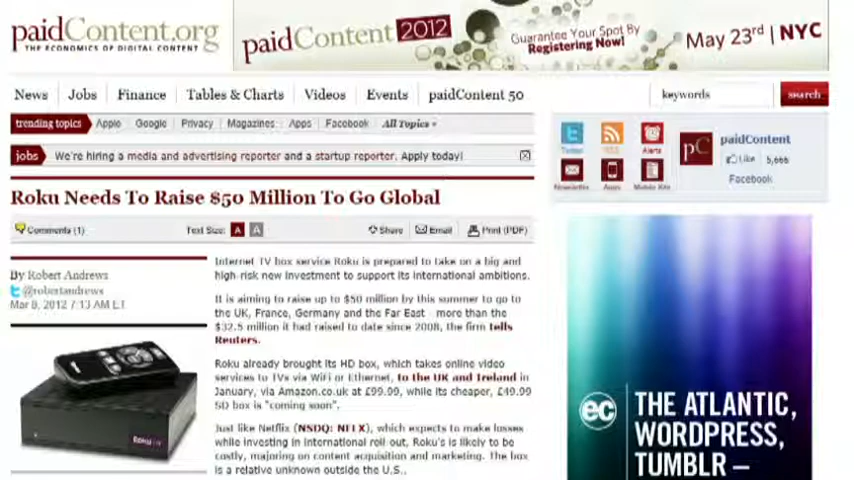 paidContent.org
THE ECONOMICS OF DIGITAL CONTENT
paidContent 2012
Guarantee Your Spot By
Registering Now!
May 23rd | NYC
News Jobs Finance Tables & Charts Videos Events paidContent 50
keywords search
trending topics Apple Google Privacy Magazines Apps Facebook All Topics
jobs We're hiring a media and advertising reporter and a startup reporter. Apply today!
Twitter RSS Alerts
Newsletter Apps Mobile Site
pC paidContent
Like 5,666
Facebook
Roku Needs To Raise $50 Million To Go Global
Comments (1) Text Size: A A Share Email Print (PDF)
By Robert Andrews
@robertandrews
Mar 8, 2012 7:13 AM ET
Internet TV box service Roku is prepared to take on a big and
high-risk new investment to support its international ambitions.
It is aiming to raise up to $50 million by this summer to go to
the UK, France, Germany and the Far East - more than the
$32.5 million it had raised to date since 2008, the firm tells
Reuters.
Roku already brought its HD box, which takes online video
services to TVs via WiFi or Ethernet, to the UK and Ireland in
January, via Amazon.co.uk at £99.99, while its cheaper, £49.99
SD box is "coming soon".
Just like Netflix (NSDQ: NFLX), which expects to make losses
while investing in international roll-out, Roku's is likely to be
costly, majoring on content acquisition and marketing. The box
is a relative unknown outside the U.S..
Roku
ec
THE ATLANTIC,
WORDPRESS,
TUMBLR —